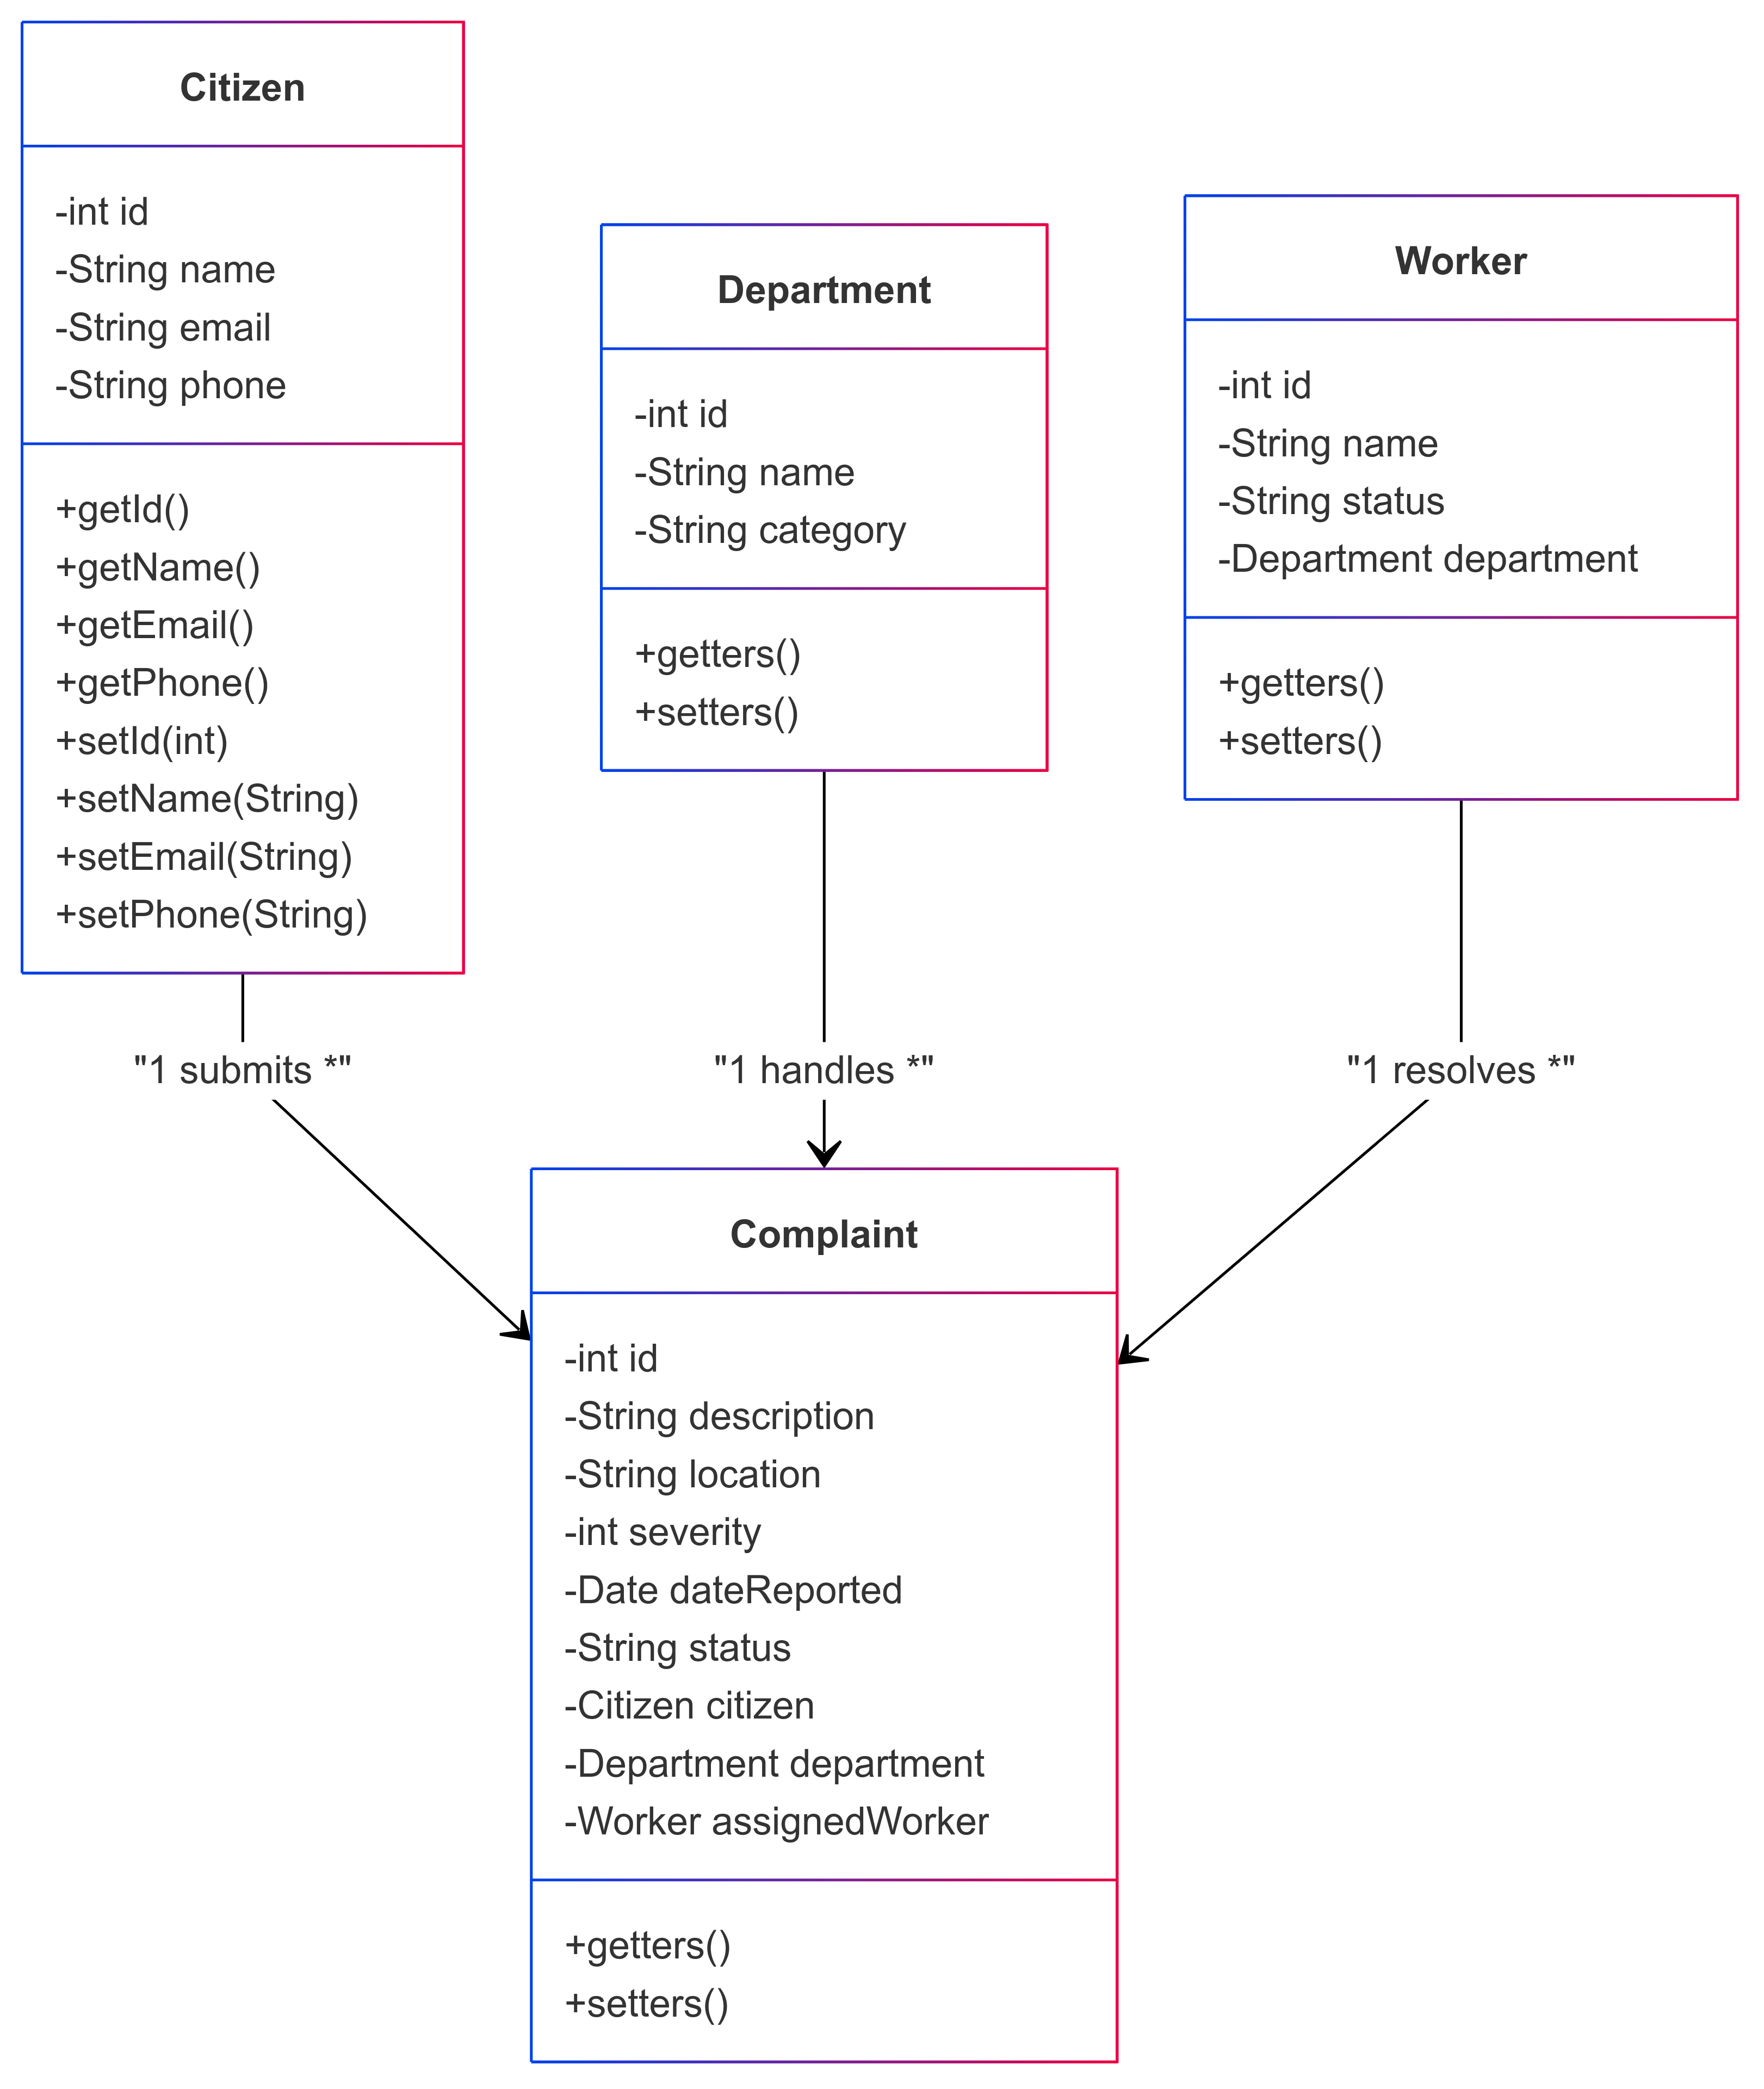 Citizen
-int id
-String name
-String email
-String phone
+getId()
+getName()
+getEmail()
+getPhone()
+setId(int)
+setName(String)
+setEmail(String)
+setPhone(String)
Department
-int id
-String name
-String category
+getters()
+setters()
Worker
-int id
-String name
-String status
-Department department
+getters()
+setters()
"1 submits *"
"1 handles *"
"1 resolves *"
Complaint
-int id
-String description
-String location
-int severity
-Date dateReported
-String status
-Citizen citizen
-Department department
-Worker assignedWorker
+getters()
+setters()